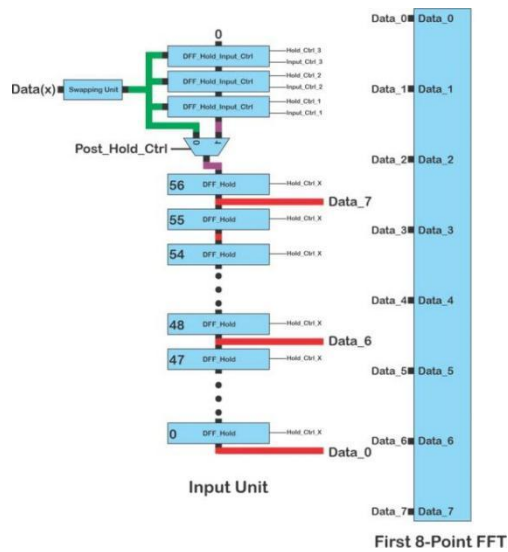 0
DFF_Hold_Input_Ctrl
Hold_Ctrl_3
Input_Ctrl_3
DFF_Hold_Input_Ctrl
Hold_Ctrl_2
Input_Ctrl_2
DFF_Hold_Input_Ctrl
Hold_Ctrl_1
Input_Ctrl_1
Data(x)
Swapping Unit
0
1
Post_Hold_Ctrl
56
DFF_Hold
Hold_Ctrl_X
Data_7
55
DFF_Hold
Hold_Ctrl_X
54
DFF_Hold
Hold_Ctrl_X
48
DFF_Hold
Hold_Ctrl_X
Data_6
47
DFF_Hold
Hold_Ctrl_X
0
DFF_Hold
Hold_Ctrl_X
Data_0
Input Unit
Data_0 Data_0
Data_1 Data_1
Data_2 Data_2
Data_3 Data_3
Data_4 Data_4
Data_5 Data_5
Data_6 Data_6
Data_7 Data_7
First 8-Point FFT